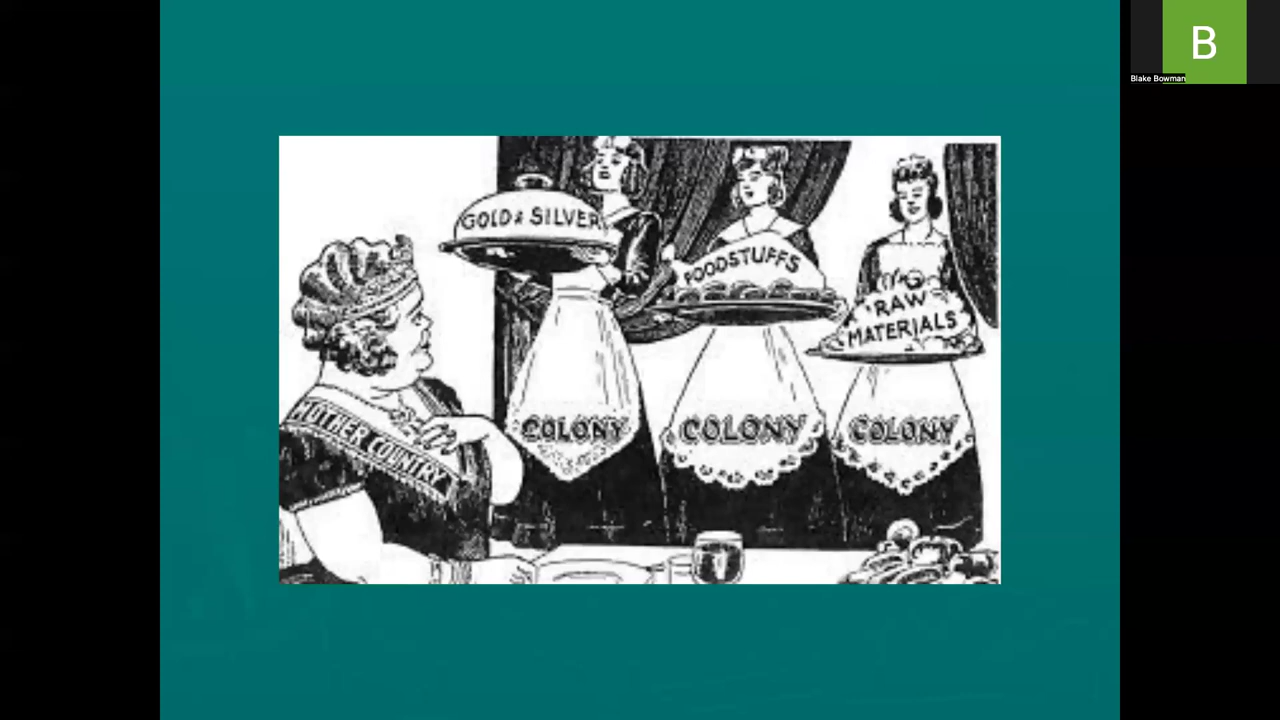 GOLD & SILVER
FOODSTUFFS
RAW
MATERIALS
MOTHER COUNTRY
COLONY
COLONY
COLONY
B
Blake Bowman